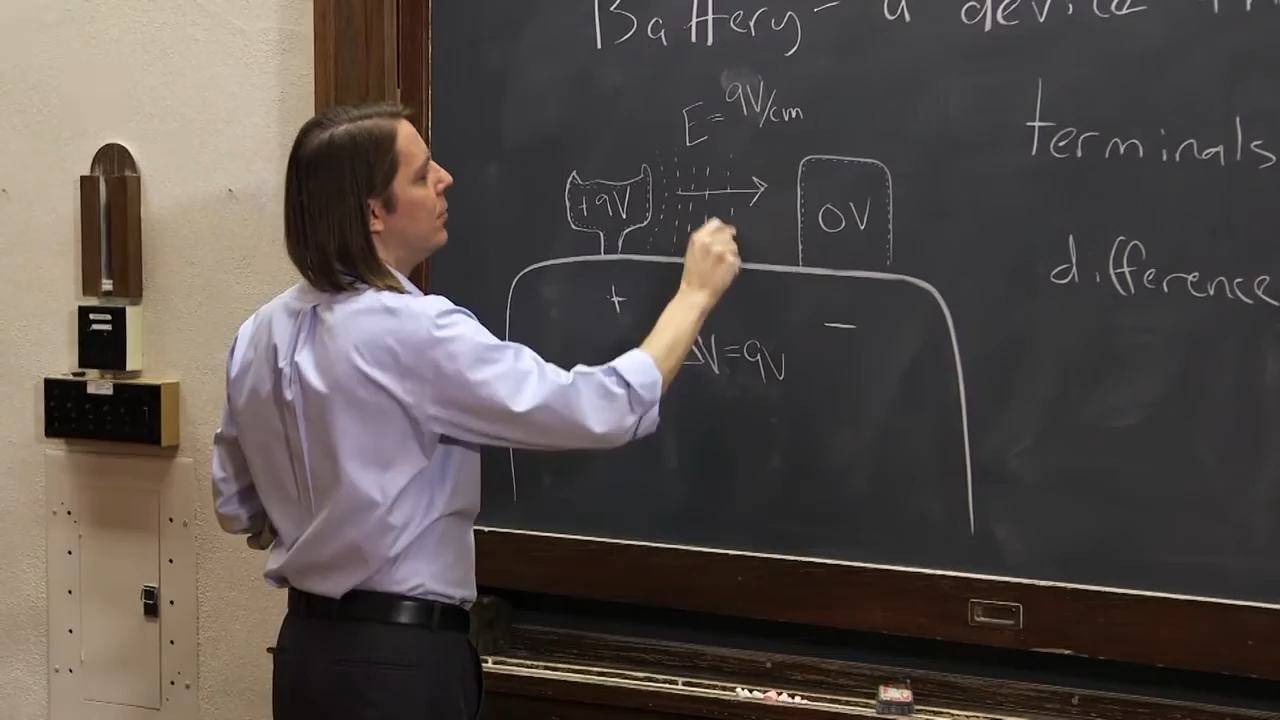 Battery - a device
E = 9V/cm
terminals
+9V
0V
difference
+
−
ΔV=9V